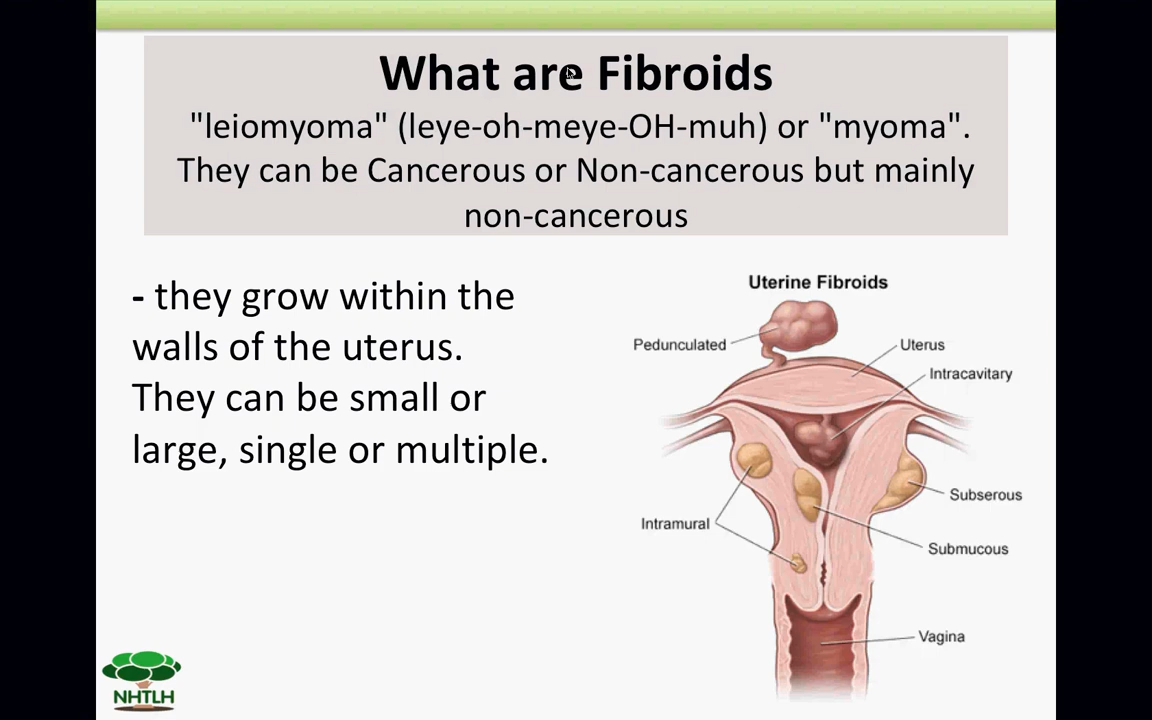 What are Fibroids
"leiomyoma" (leye-oh-meye-OH-muh) or "myoma".
They can be Cancerous or Non-cancerous but mainly
non-cancerous
- they grow within the
walls of the uterus.
They can be small or
large, single or multiple.
Uterine Fibroids
Pedunculated
Uterus
Intracavitary
Subserous
Intramural
Submucous
Vagina
NHTLH